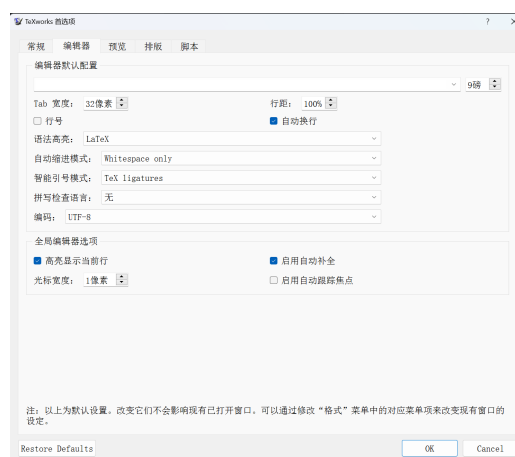 TeXworks 首选项
常规 编辑器 预览 排版 脚本
编辑器默认配置
9磅
Tab 宽度: 32像素 行距: 100%
行号 自动换行
语法高亮: LaTeX
自动缩进模式: Whitespace only
智能引号模式: TeX ligatures
拼写检查语言: 无
编码: UTF-8
全局编辑器选项
高亮显示当前行 启用自动补全
光标宽度: 1像素 启用自动跟踪焦点
注: 以上为默认设置。改变它们不会影响现有已打开窗口。可以通过修改“格式”菜单中的对应菜单项来改变现有窗口的
设定。
Restore Defaults OK Cancel